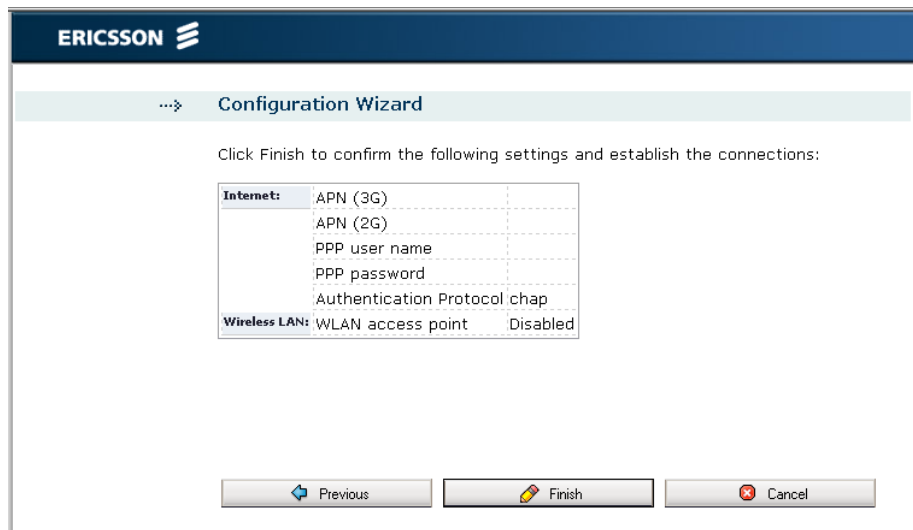 ERICSSON
Configuration Wizard
Click Finish to confirm the following settings and establish the connections:
Internet: APN (3G)
APN (2G)
PPP user name
PPP password
Authentication Protocol chap
Wireless LAN: WLAN access point Disabled
Previous Finish Cancel